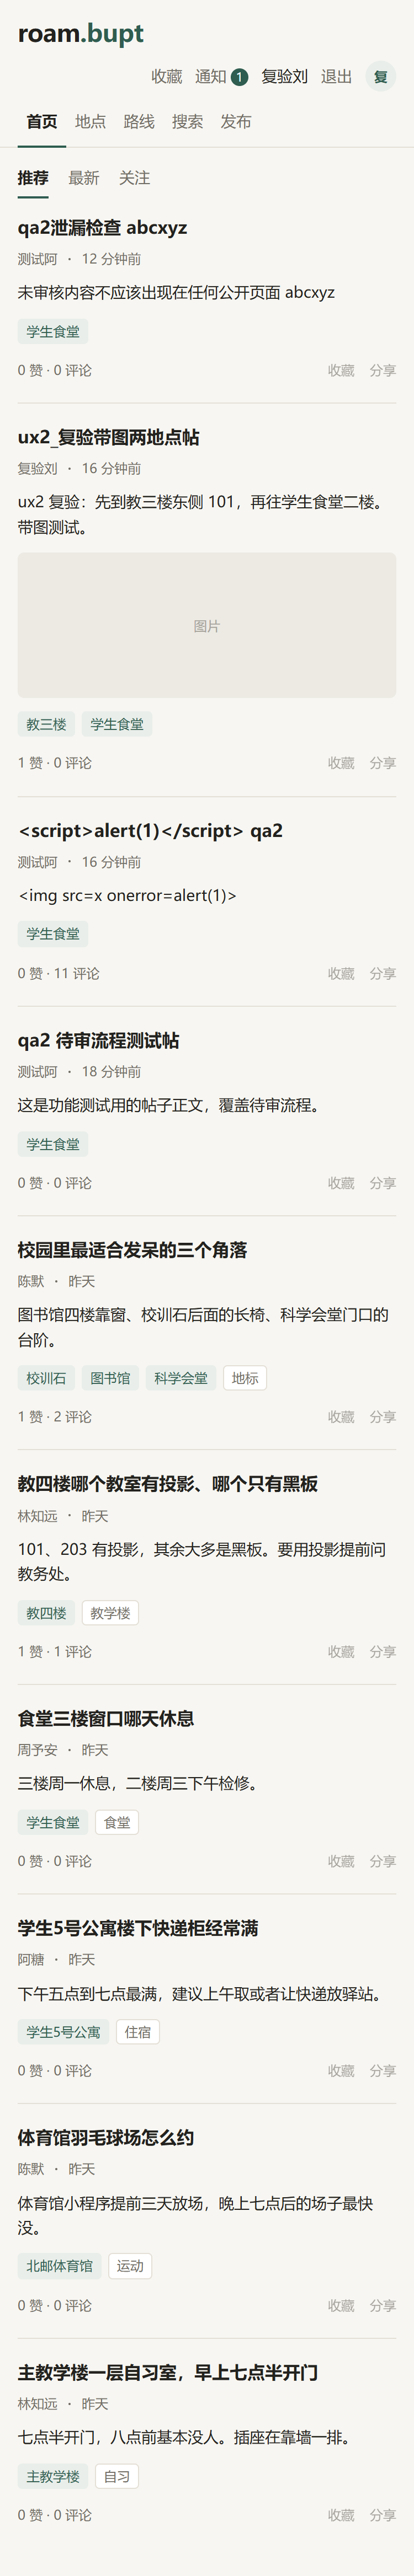 roam.bupt
收藏 通知 1 复验刘 退出 复
首页 地点 路线 搜索 发布
推荐 最新 关注
qa2泄漏检查 abcxyz
测试阿 · 12 分钟前
未审核内容不应该出现在任何公开页面 abcxyz
学生食堂
0 赞 · 0 评论 收藏 分享
ux2_复验带图两地点帖
复验刘 · 16 分钟前
ux2 复验：先到教三楼东侧 101，再往学生食堂二楼。
带图测试。
图片
教三楼 学生食堂
1 赞 · 0 评论 收藏 分享
<script>alert(1)</script> qa2
测试阿 · 16 分钟前
<img src=x onerror=alert(1)>
学生食堂
0 赞 · 11 评论 收藏 分享
qa2 待审流程测试帖
测试阿 · 18 分钟前
这是功能测试用的帖子正文，覆盖待审流程。
学生食堂
0 赞 · 0 评论 收藏 分享
校园里最适合发呆的三个角落
陈默 · 昨天
图书馆四楼靠窗、校训石后面的长椅、科学会堂门口的
台阶。
校训石 图书馆 科学会堂 地标
1 赞 · 2 评论 收藏 分享
教四楼哪个教室有投影、哪个只有黑板
林知远 · 昨天
101、203 有投影，其余大多是黑板。要用投影提前问
教务处。
教四楼 教学楼
1 赞 · 1 评论 收藏 分享
食堂三楼窗口哪天休息
周予安 · 昨天
三楼周一休息，二楼周三下午检修。
学生食堂 食堂
0 赞 · 0 评论 收藏 分享
学生5号公寓楼下快递柜经常满
阿糖 · 昨天
下午五点到七点最满，建议上午取或者让快递放驿站。
学生5号公寓 住宿
0 赞 · 0 评论 收藏 分享
体育馆羽毛球场怎么约
陈默 · 昨天
体育馆小程序提前三天放场，晚上七点后的场子最快
没。
北邮体育馆 运动
0 赞 · 0 评论 收藏 分享
主教学楼一层自习室，早上七点半开门
林知远 · 昨天
七点半开门，八点前基本没人。插座在靠墙一排。
主教学楼 自习
0 赞 · 0 评论 收藏 分享